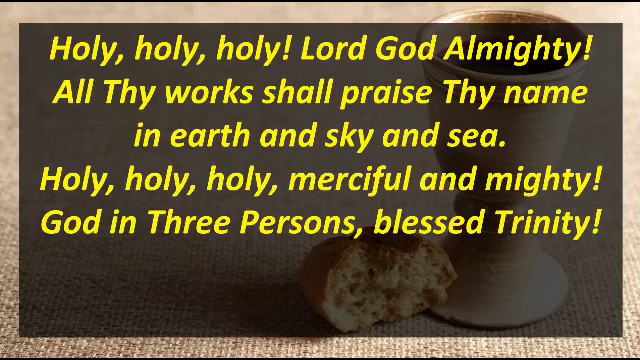 Holy, holy, holy! Lord God Almighty!
All Thy works shall praise Thy name
in earth and sky and sea.
Holy, holy, holy, merciful and mighty!
God in Three Persons, blessed Trinity!